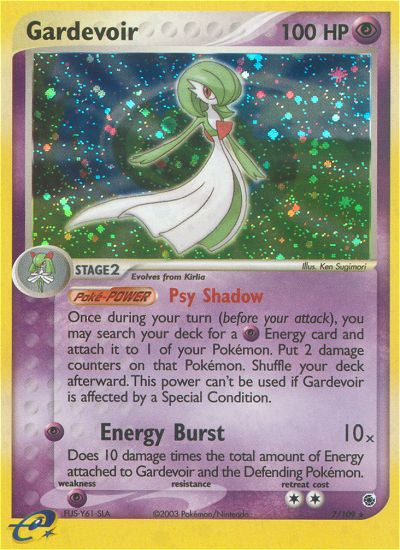 Gardevoir 100 HP
Illus. Ken Sugimori
STAGE2
Evolves from Kirlia
Poké-POWER Psy Shadow
Once during your turn (before your attack), you
may search your deck for a Energy card and
attach it to 1 of your Pokémon. Put 2 damage
counters on that Pokémon. Shuffle your deck
afterward. This power can't be used if Gardevoir
is affected by a Special Condition.
Energy Burst 10×
Does 10 damage times the total amount of Energy
attached to Gardevoir and the Defending Pokémon.
weakness resistance retreat cost
FUS-Y61-SLA ©2003 Pokémon/Nintendo 7/109 ★
e